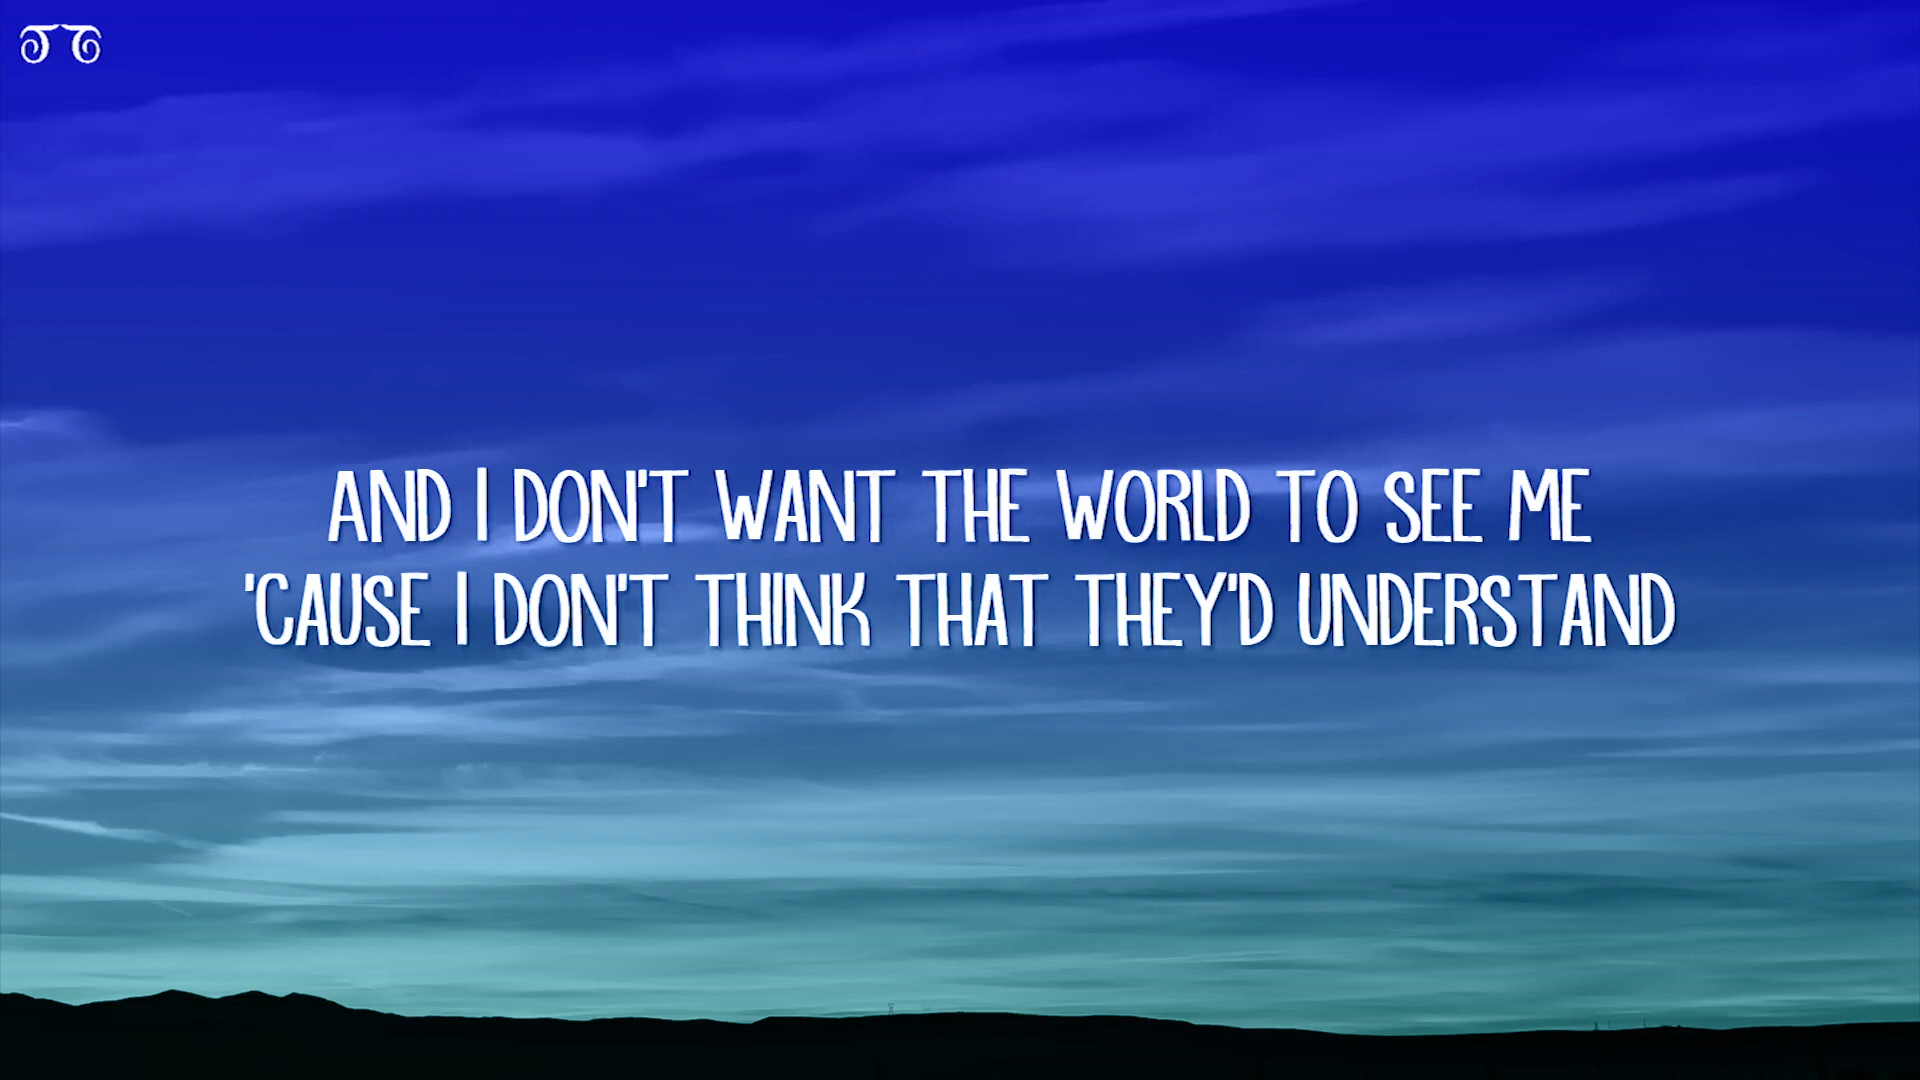 AND I DON'T WANT THE WORLD TO SEE ME
'CAUSE I DON'T THINK THAT THEY'D UNDERSTAND